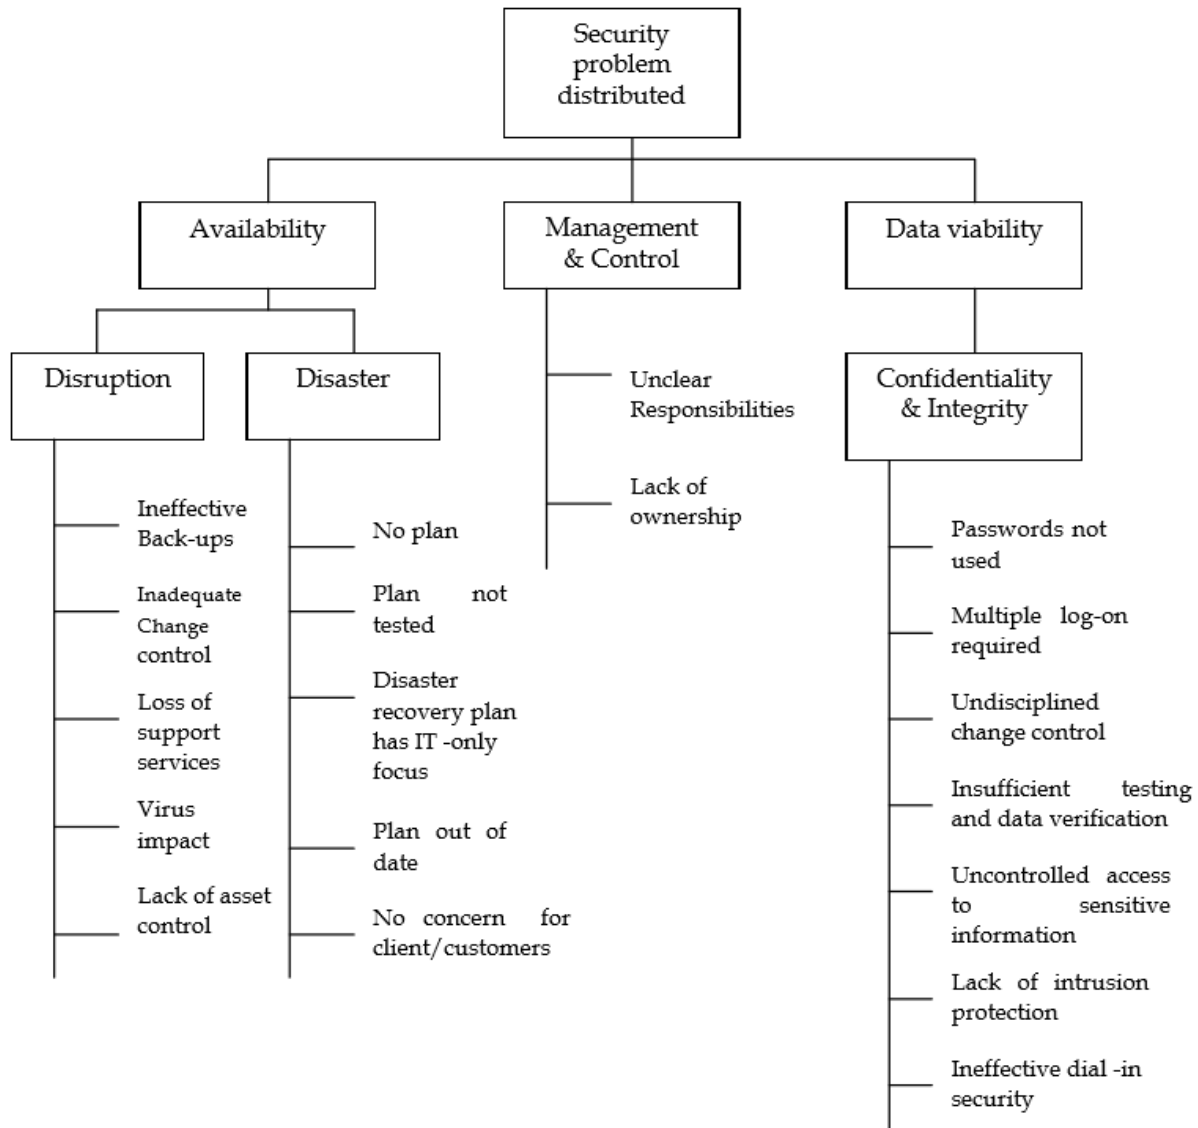 Security
problem
distributed
Availability
Management
& Control
Data viability
Disruption
Disaster
Confidentiality
& Integrity
Ineffective
Back-ups
Inadequate
Change
control
Loss of
support
services
Virus
impact
Lack of asset
control
No plan
Plan not
tested
Disaster
recovery plan
has IT -only
focus
Plan out of
date
No concern for
client/customers
Unclear
Responsibilities
Lack of
ownership
Passwords not
used
Multiple log-on
required
Undisciplined
change control
Insufficient testing
and data verification
Uncontrolled access
to sensitive
information
Lack of intrusion
protection
Ineffective dial -in
security